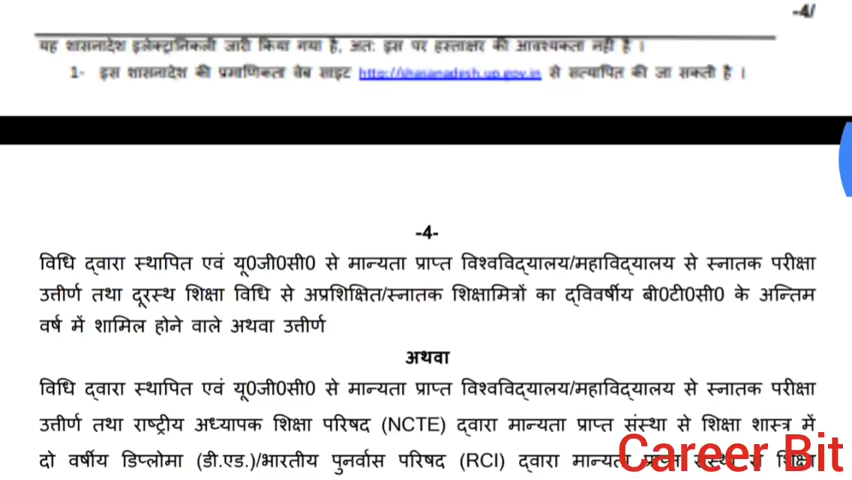 -4/
यह शासनादेश इलेक्ट्रानिकली जारी किया गया है, अतः इस पर हस्ताक्षर की आवश्यकता नही है ।
1- इस शासनादेश की प्रमाणिकता वेब साइट http://shasanadesh.up.gov.in से सत्यापित की जा सकती है ।
-4-
विधि द्वारा स्थापित एवं यू0जी0सी0 से मान्यता प्राप्त विश्वविद्यालय/महाविद्यालय से स्नातक परीक्षा
उत्तीर्ण तथा दूरस्थ शिक्षा विधि से अप्रशिक्षित/स्नातक शिक्षामित्रों का द्विवर्षीय बी0टी0सी0 के अन्तिम
वर्ष में शामिल होने वाले अथवा उत्तीर्ण
अथवा
विधि द्वारा स्थापित एवं यू0जी0सी0 से मान्यता प्राप्त विश्वविद्यालय/महाविद्यालय से स्नातक परीक्षा
उत्तीर्ण तथा राष्ट्रीय अध्यापक शिक्षा परिषद (NCTE) द्वारा मान्यता प्राप्त संस्था से शिक्षा शास्त्र में
दो वर्षीय डिप्लोमा (डी.एड.)/भारतीय पुनर्वास परिषद (RCI) द्वारा मान्यता प्राप्त संस्था से शिक्षा
Career Bit